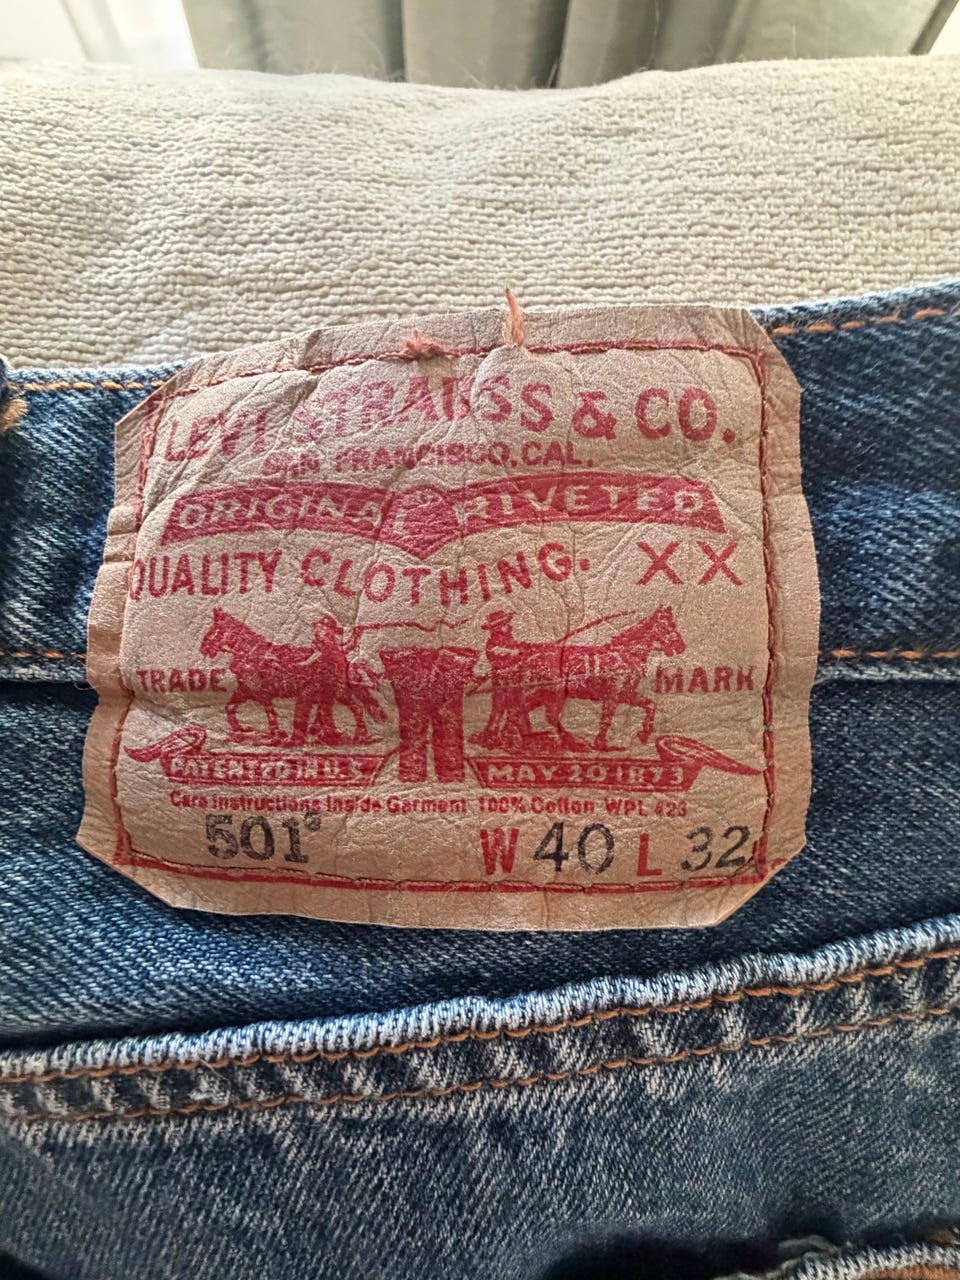 LEVI STRAUSS & CO.
SAN FRANCISCO, CAL.
ORIGINAL RIVETED
QUALITY CLOTHING. XX
TRADE MARK
PATENTED IN U.S. MAY 20 1873
Care Instructions Inside Garment 100% Cotton WPL 423
501® W 40 L 32